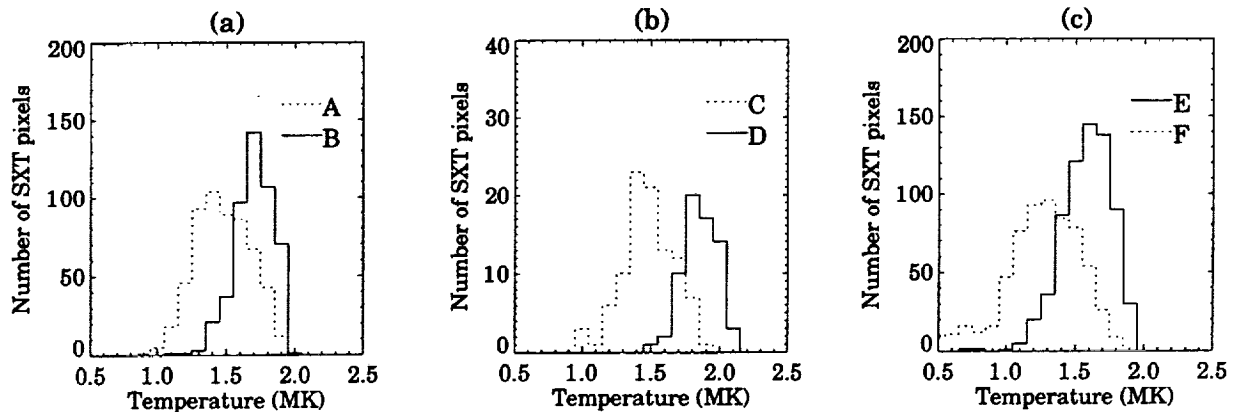 (a)
200
150
100
50
0
Number of SXT pixels
A
B
0.5 1.0 1.5 2.0 2.5
Temperature (MK)
(b)
40
30
20
10
0
Number of SXT pixels
C
D
0.5 1.0 1.5 2.0 2.5
Temperature (MK)
(c)
200
150
100
50
0
Number of SXT pixels
E
F
0.5 1.0 1.5 2.0 2.5
Temperature (MK)